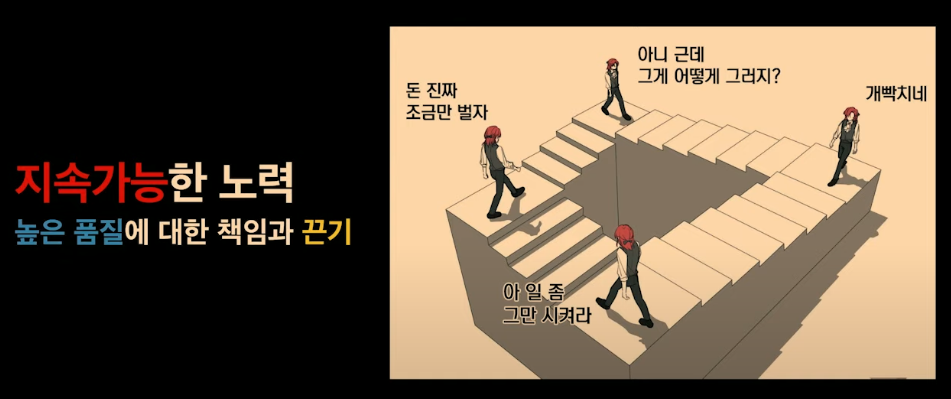 지속가능한 노력
높은 품질에 대한 책임과 끈기
돈 진짜
조금만 벌자
아니 근데
그게 어떻게 그러지?
개빡치네
아 일 좀
그만 시켜라